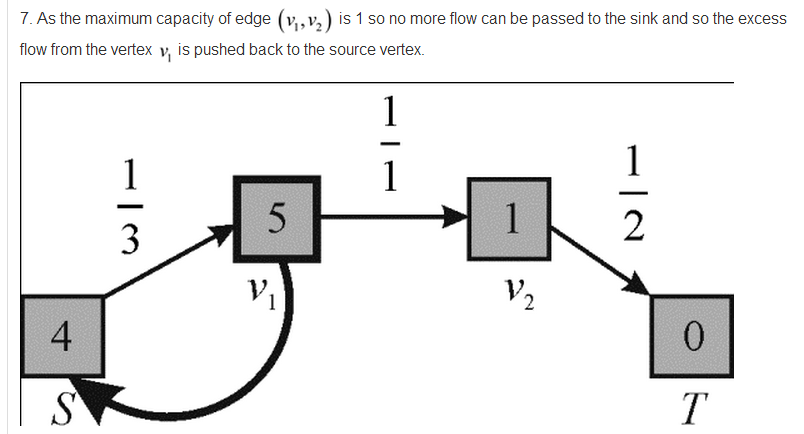 7. As the maximum capacity of edge (v₁, v₂) is 1 so no more flow can be passed to the sink and so the excess
flow from the vertex v₁ is pushed back to the source vertex.
1/1
1/3
1/2
5
1
v₁
v₂
4
0
S
T